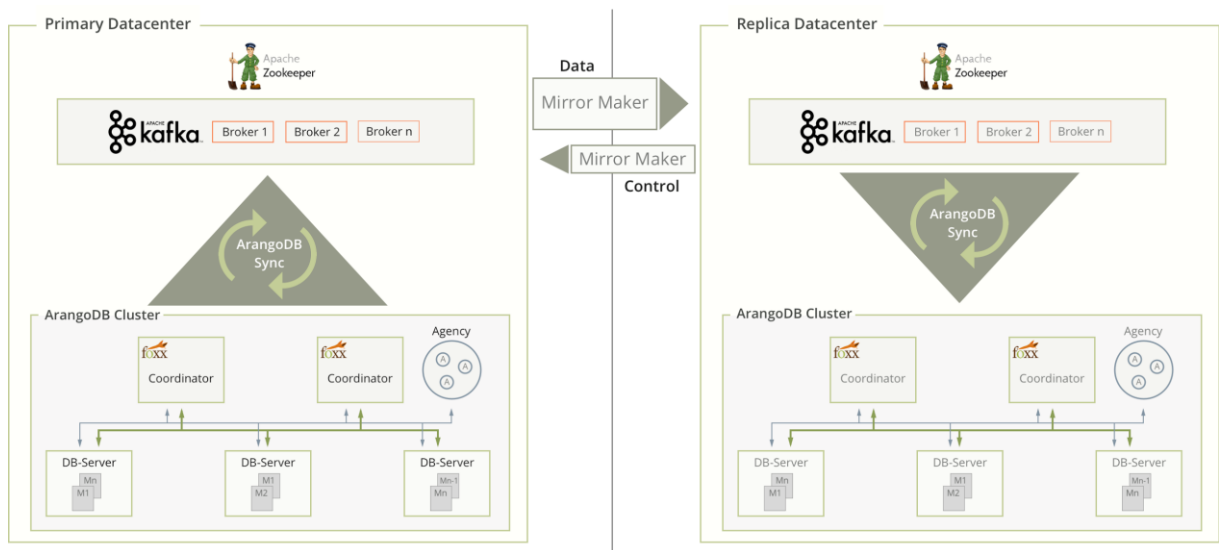 Primary Datacenter
Apache
Zookeeper
APACHE
kafka
Broker 1
Broker 2
Broker n
ArangoDB
Sync
ArangoDB Cluster
foxx
Coordinator
foxx
Coordinator
Agency
A
A
A
DB-Server
Mn
M1
DB-Server
M1
M2
DB-Server
Mn-1
Mn
Data
Mirror Maker
Mirror Maker
Control
Replica Datacenter
Apache
Zookeeper
APACHE
kafka
Broker 1
Broker 2
Broker n
ArangoDB
Sync
ArangoDB Cluster
foxx
Coordinator
foxx
Coordinator
Agency
A
A
A
DB-Server
Mn
M1
DB-Server
M1
M2
DB-Server
Mn-1
Mn